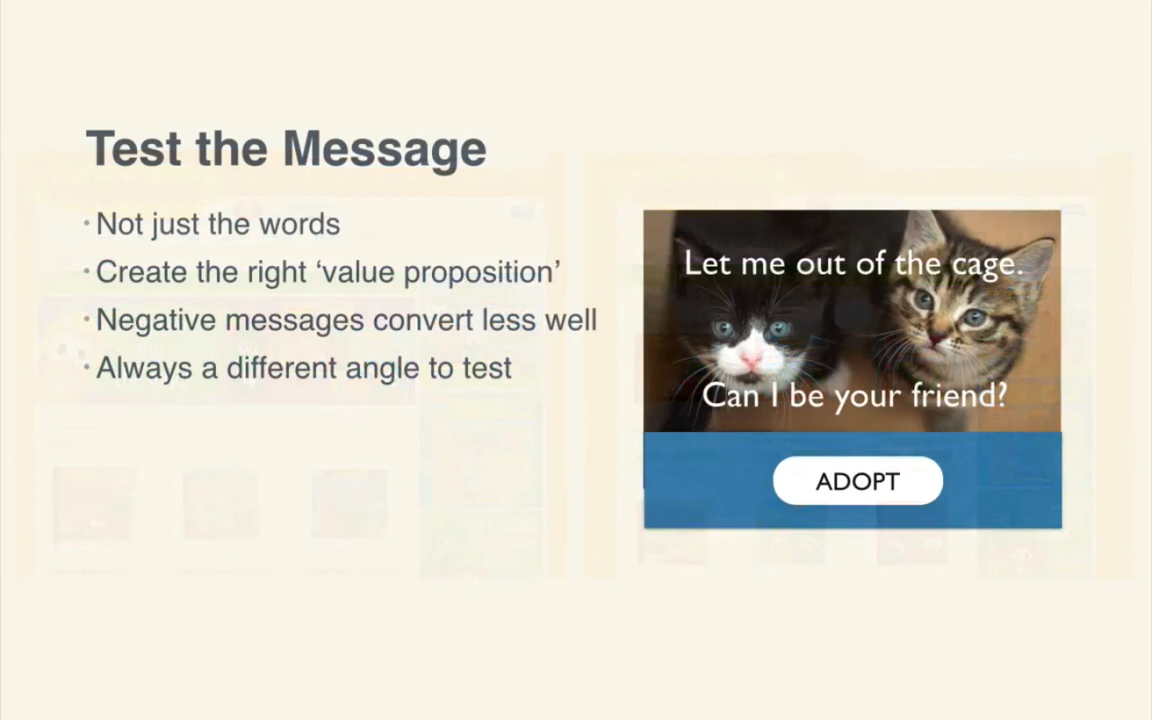 Test the Message
• Not just the words
• Create the right ‘value proposition’
• Negative messages convert less well
• Always a different angle to test
Let me out of the cage.
Can I be your friend?
ADOPT